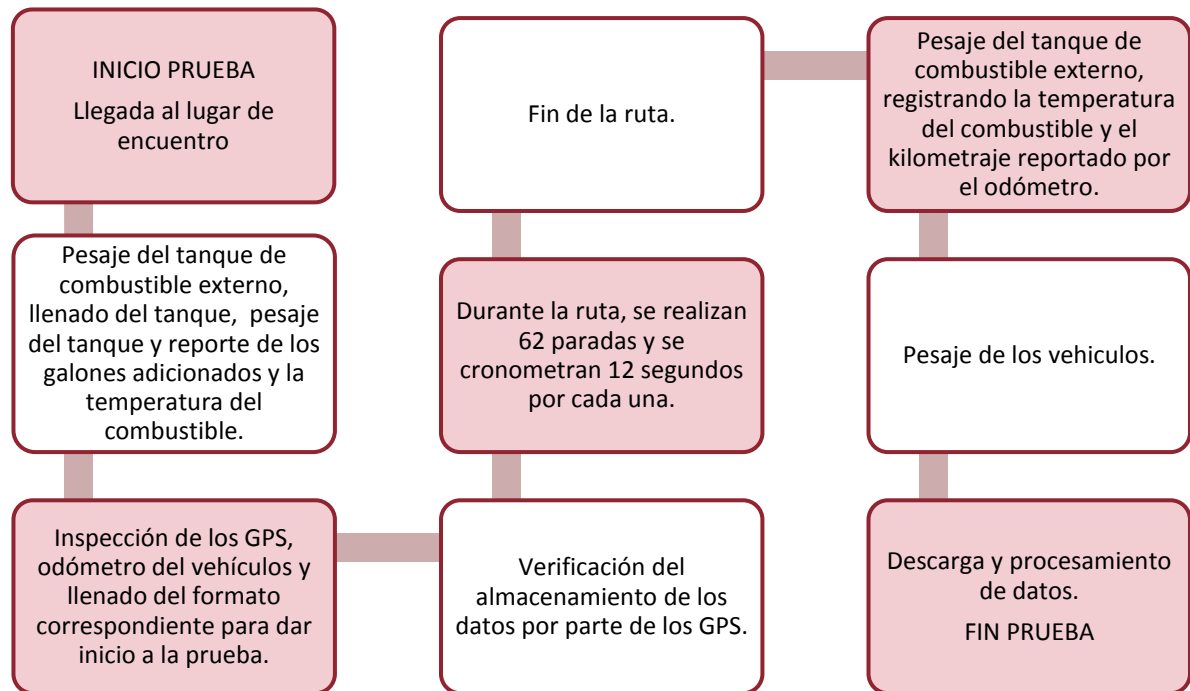 INICIO PRUEBA
Llegada al lugar de
encuentro
Pesaje del tanque de
combustible externo,
llenado del tanque, pesaje
del tanque y reporte de los
galones adicionados y la
temperatura del
combustible.
Inspección de los GPS,
odómetro del vehículos y
llenado del formato
correspondiente para dar
inicio a la prueba.
Verificación del
almacenamiento de los
datos por parte de los GPS.
Durante la ruta, se realizan
62 paradas y se
cronometran 12 segundos
por cada una.
Fin de la ruta.
Pesaje del tanque de
combustible externo,
registrando la temperatura
del combustible y el
kilometraje reportado por
el odómetro.
Pesaje de los vehiculos.
Descarga y procesamiento
de datos.
FIN PRUEBA